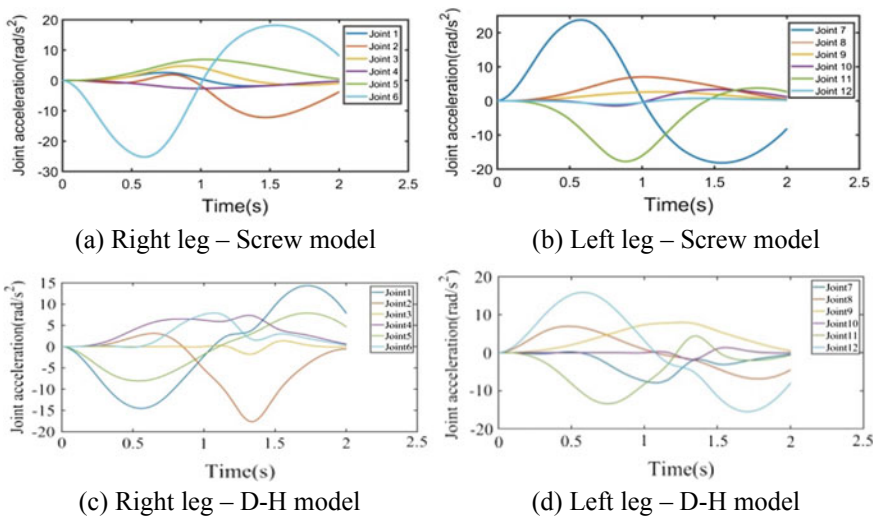 Joint acceleration(rad/s²)
20
10
0
-10
-20
-30
0
0.5
1
1.5
2
2.5
Time(s)
Joint 1
Joint 2
Joint 3
Joint 4
Joint 5
Joint 6
(a) Right leg – Screw model
Joint acceleration(rad/s²)
20
10
0
-10
-20
0
0.5
1
1.5
2
2.5
Time(s)
Joint 7
Joint 8
Joint 9
Joint 10
Joint 11
Joint 12
(b) Left leg – Screw model
Joint acceleration(rad/s²)
15
10
5
0
-5
-10
-15
-20
0
0.5
1
1.5
2
2.5
Time(s)
Joint1
Joint2
Joint3
Joint4
Joint5
Joint6
(c) Right leg – D-H model
Joint acceleration(rad/s²)
20
10
0
-10
-20
0
0.5
1
1.5
2
2.5
Time(s)
Joint7
Joint8
Joint9
Joint10
Joint11
Joint12
(d) Left leg – D-H model